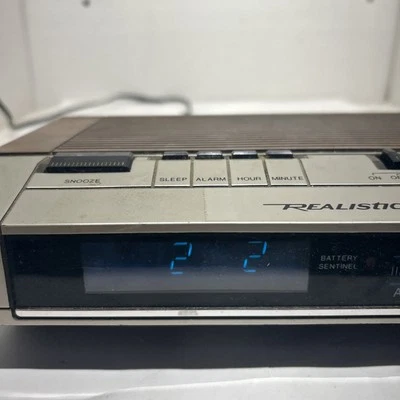 SNOOZE SLEEP ALARM HOUR MINUTE ON
REALISTIC
2 2
BATTERY
SENTINEL